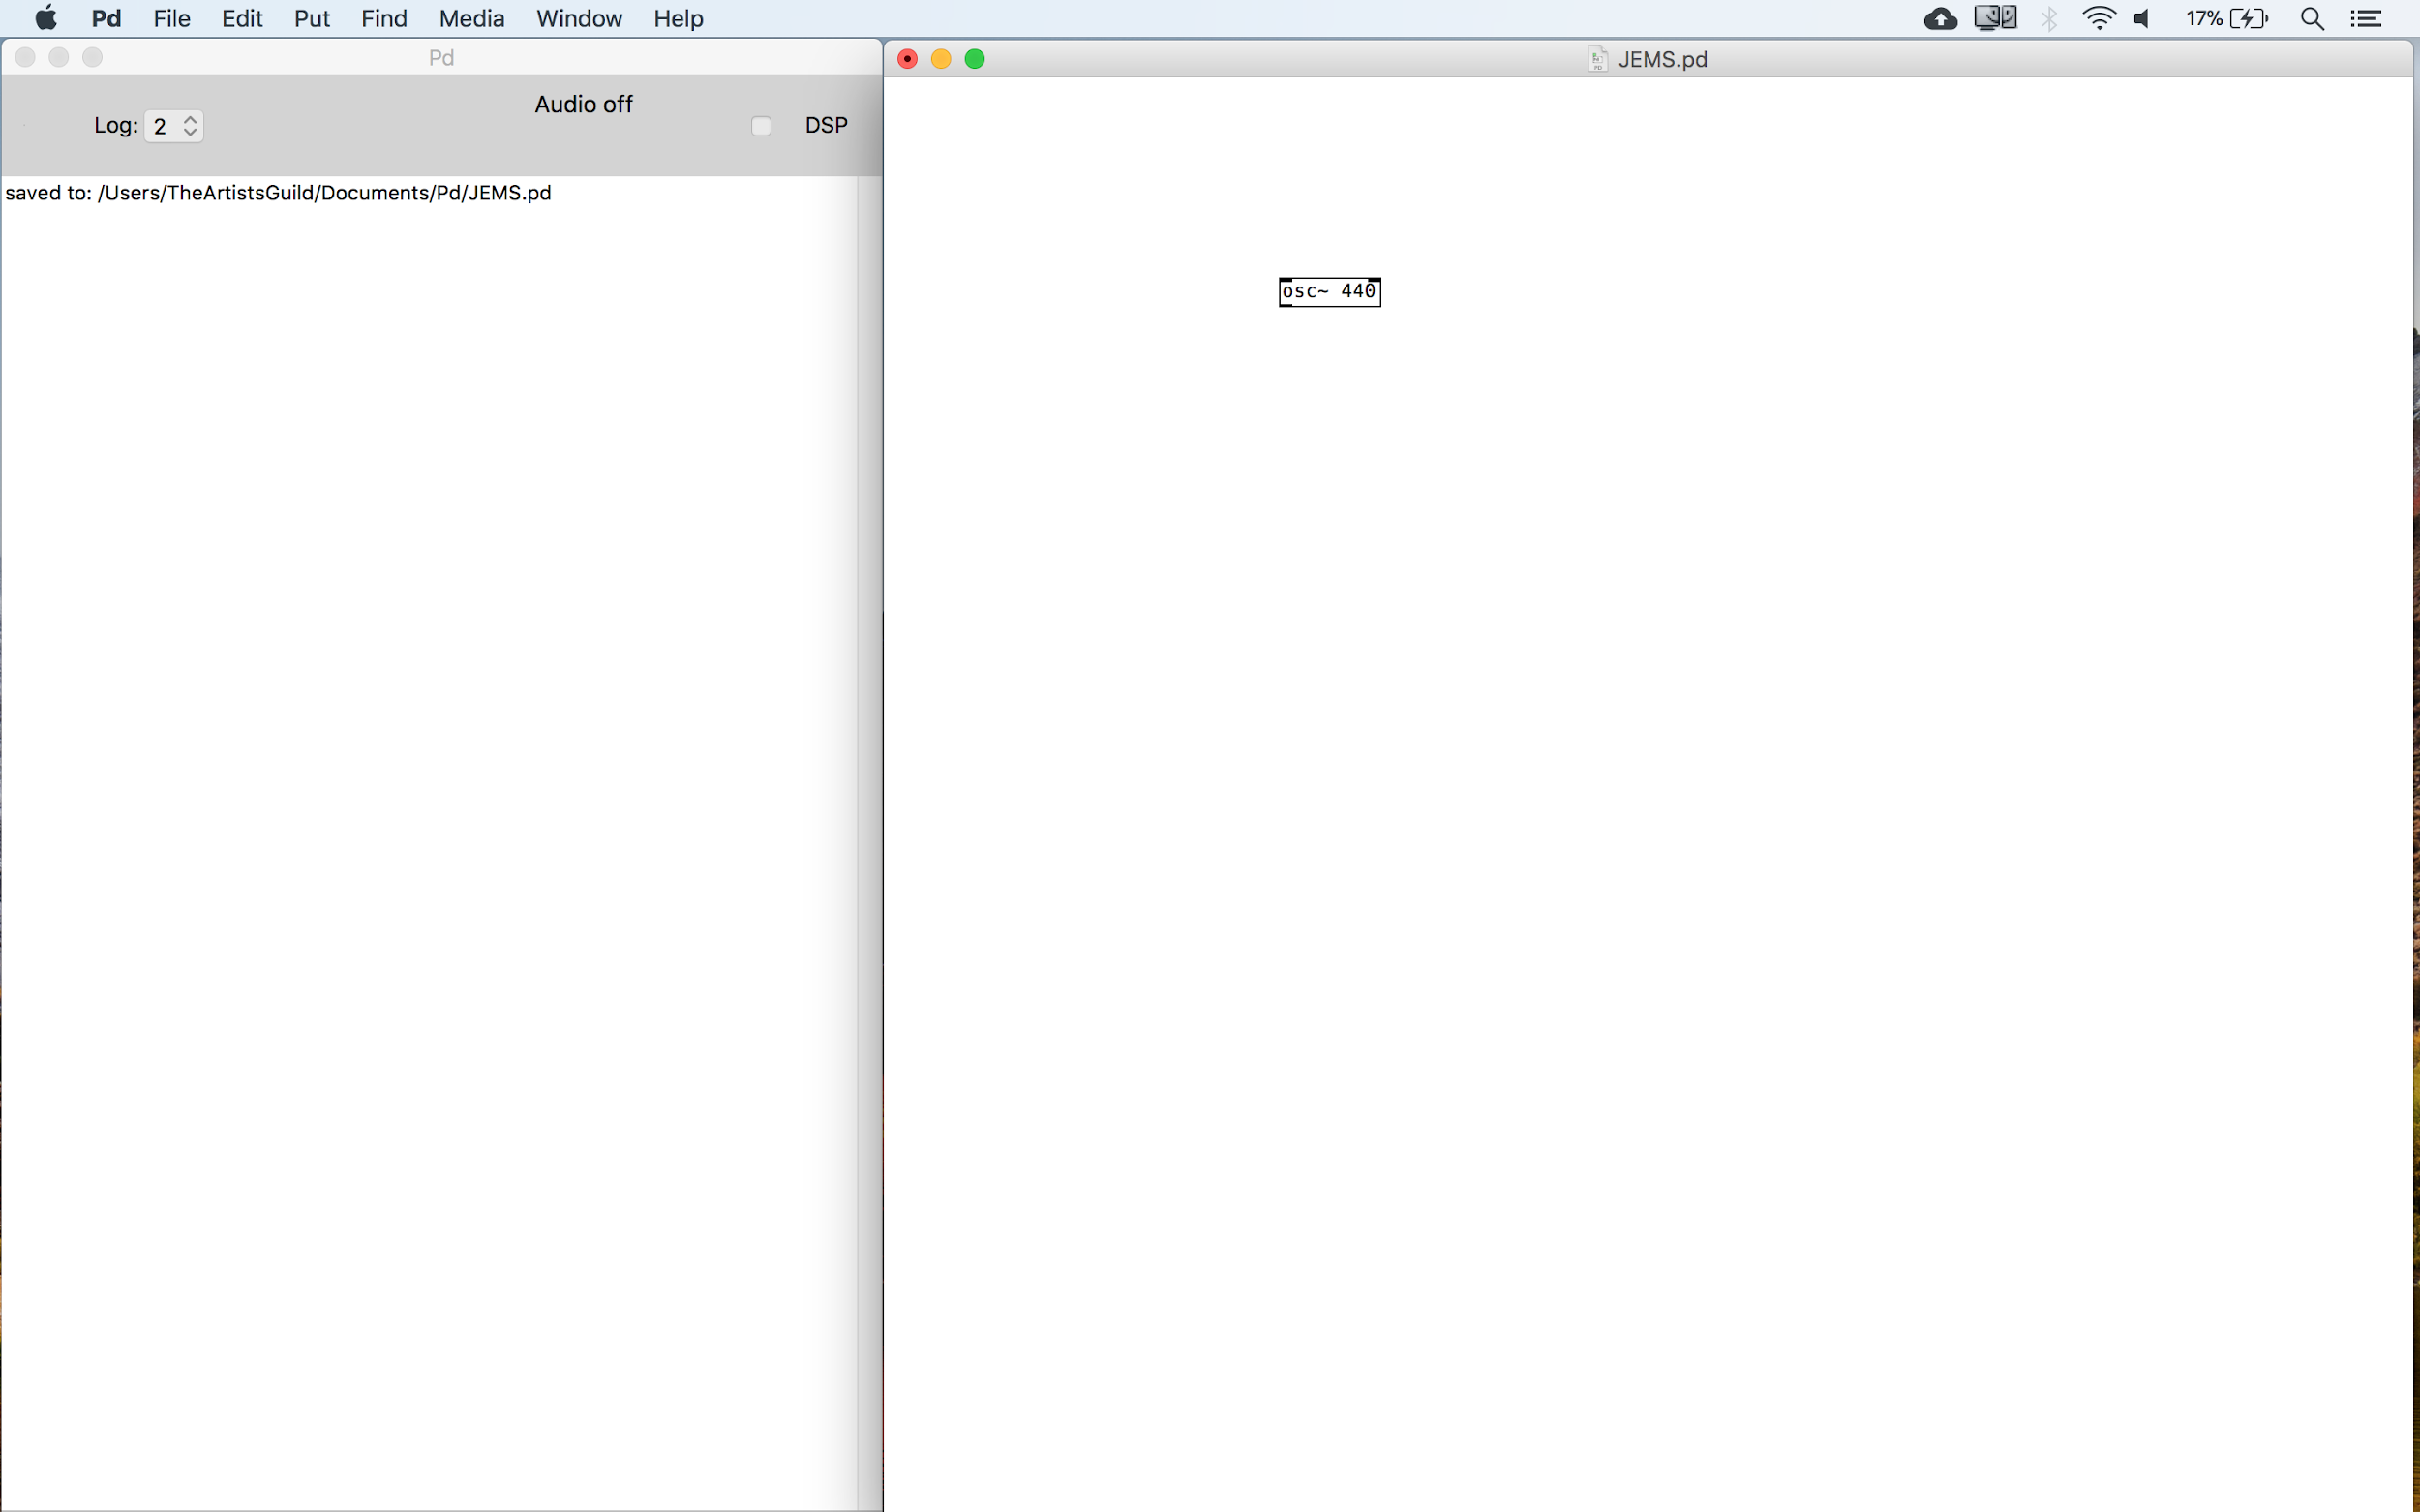 Pd File Edit Put Find Media Window Help 17%
Pd
JEMS.pd
Audio off
Log: 2 DSP
saved to: /Users/TheArtistsGuild/Documents/Pd/JEMS.pd
osc~ 440